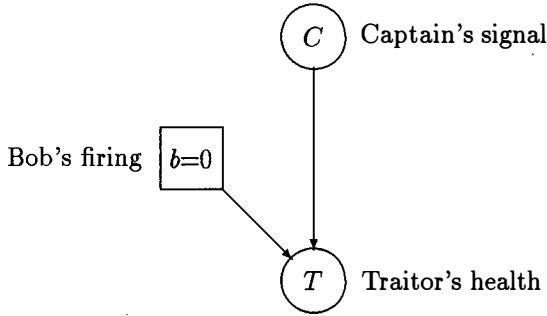 C Captain's signal
Bob's firing b=0
T Traitor's health